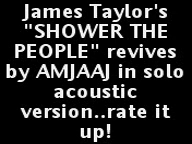 James Taylor's
"SHOWER THE
PEOPLE" revives
by AMJAAJ in solo
acoustic
version..rate it
up!